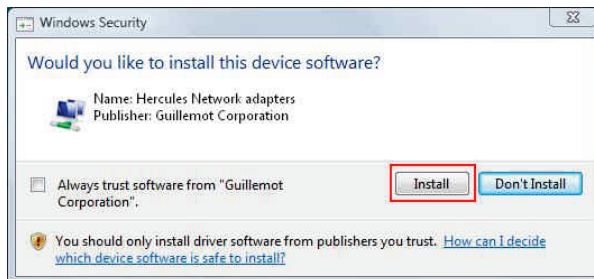 Windows Security
Would you like to install this device software?
Name: Hercules Network adapters
Publisher: Guillemot Corporation
Always trust software from "Guillemot
Corporation".
Install
Don't Install
You should only install driver software from publishers you trust. How can I decide
which device software is safe to install?